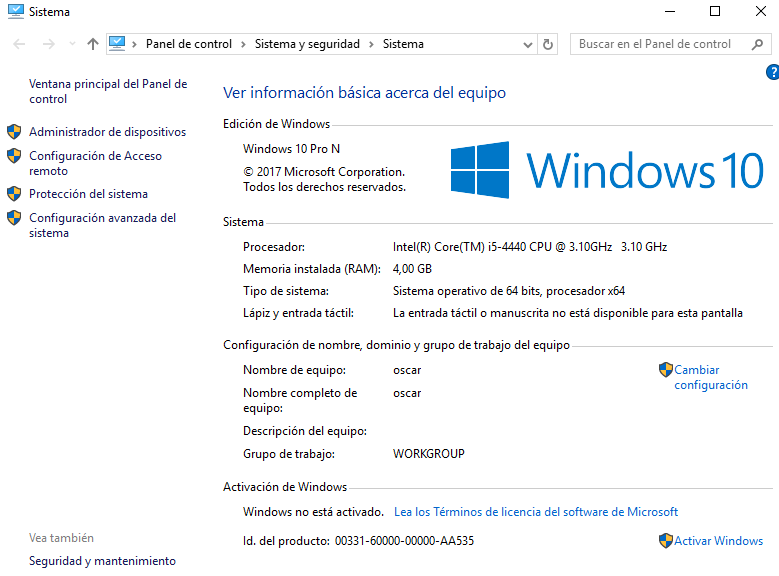 Sistema
Panel de control
Sistema y seguridad
Sistema
Buscar en el Panel de control
?
Ventana principal del Panel de
control
Administrador de dispositivos
Configuración de Acceso
remoto
Protección del sistema
Configuración avanzada del
sistema
Ver información básica acerca del equipo
Edición de Windows
Windows 10 Pro N
© 2017 Microsoft Corporation.
Todos los derechos reservados.
Windows 10
Sistema
Procesador: Intel(R) Core(TM) i5-4440 CPU @ 3.10GHz 3.10 GHz
Memoria instalada (RAM): 4,00 GB
Tipo de sistema: Sistema operativo de 64 bits, procesador x64
Lápiz y entrada táctil: La entrada táctil o manuscrita no está disponible para esta pantalla
Configuración de nombre, dominio y grupo de trabajo del equipo
Nombre de equipo: oscar
Cambiar
configuración
Nombre completo de
equipo:
oscar
Descripción del equipo:
Grupo de trabajo: WORKGROUP
Activación de Windows
Windows no está activado. Lea los Términos de licencia del software de Microsoft
Id. del producto: 00331-60000-00000-AA535
Activar Windows
Vea también
Seguridad y mantenimiento